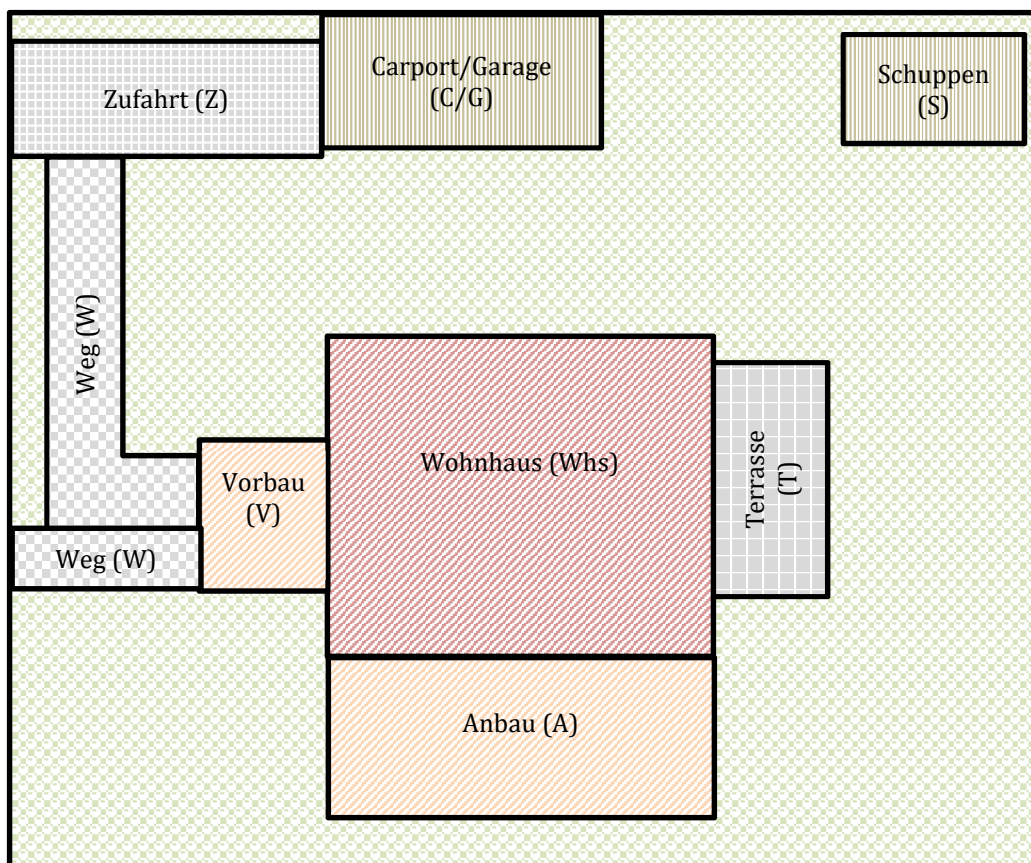 Zufahrt (Z)
Carport/Garage
(C/G)
Schuppen
(S)
Weg (W)
Vorbau
(V)
Wohnhaus (Whs)
Terrasse
(T)
Weg (W)
Anbau (A)